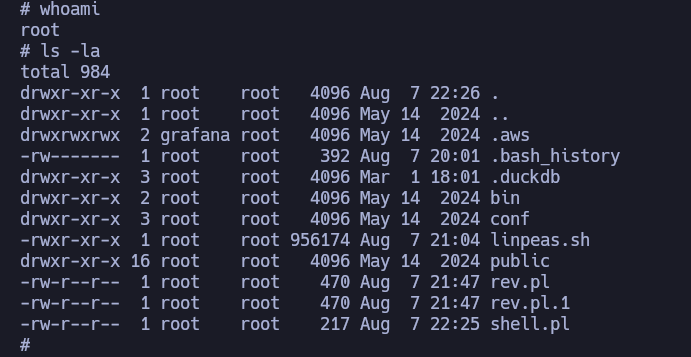 # whoami
root
# ls -la
total 984
drwxr-xr-x  1 root    root   4096 Aug  7 22:26 .
drwxr-xr-x  1 root    root   4096 May 14  2024 ..
drwxrwxrwx  2 grafana root   4096 May 14  2024 .aws
-rw-------  1 root    root    392 Aug  7 20:01 .bash_history
drwxr-xr-x  3 root    root   4096 Mar  1 18:01 .duckdb
drwxr-xr-x  2 root    root   4096 May 14  2024 bin
drwxr-xr-x  3 root    root   4096 May 14  2024 conf
-rwxr-xr-x  1 root    root 956174 Aug  7 21:04 linpeas.sh
drwxr-xr-x 16 root    root   4096 May 14  2024 public
-rw-r--r--  1 root    root    470 Aug  7 21:47 rev.pl
-rw-r--r--  1 root    root    470 Aug  7 21:47 rev.pl.1
-rw-r--r--  1 root    root    217 Aug  7 22:25 shell.pl
#